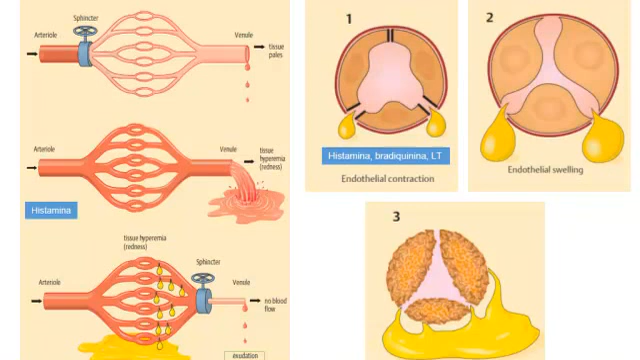 Sphincter
Arteriole
Venule
tissue
pales
Arteriole
Venule
tissue
hyperemia
(redness)
Histamina
tissue hyperemia
(redness)
Sphincter
Arteriole
Venule
no blood
flow
exudation
1
Histamina, bradiquinina, LT
Endothelial contraction
2
Endothelial swelling
3